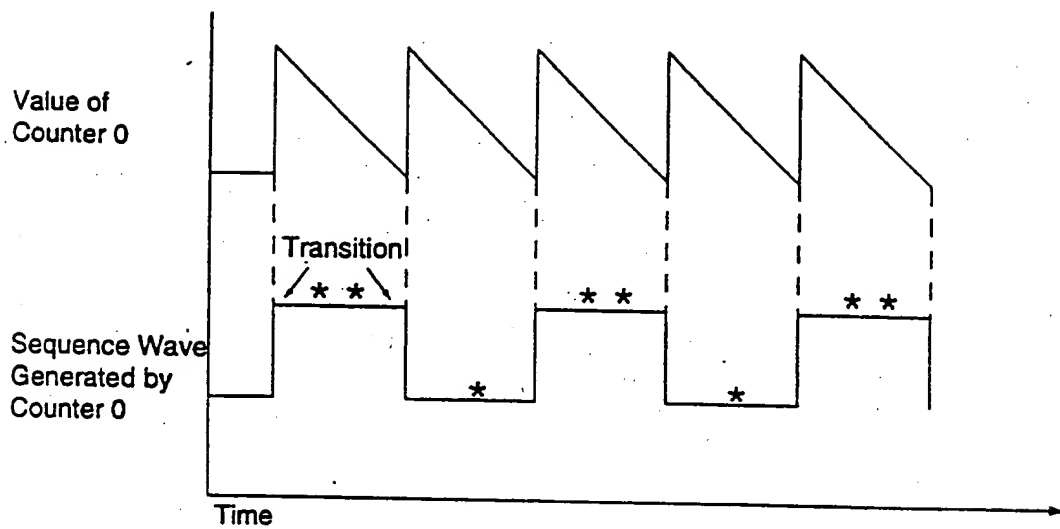 Value of
Counter 0
Transition
* * * * * *
* *
Sequence Wave
Generated by
Counter 0
Time